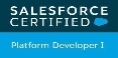 SALESFORCE
CERTIFIED
Platform Developer I